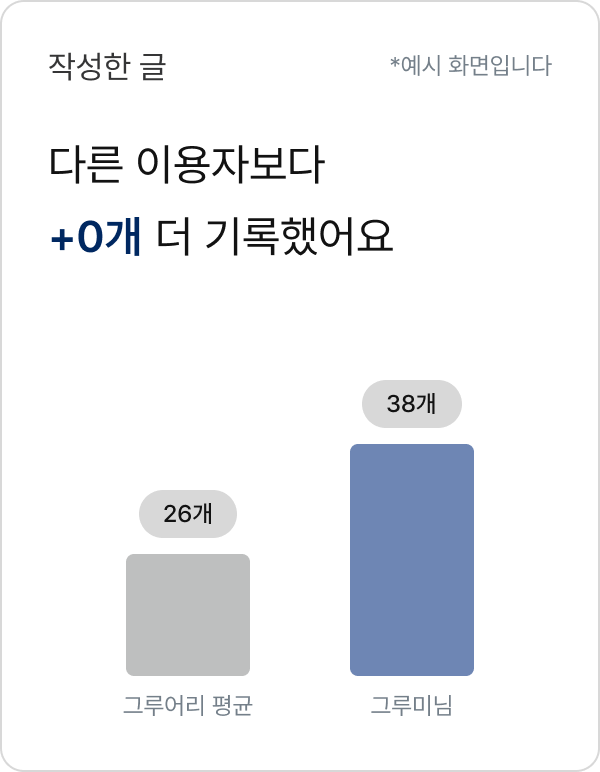 작성한 글
*예시 화면입니다
다른 이용자보다
+0개 더 기록했어요
38개
26개
그루어리 평균
그루미님